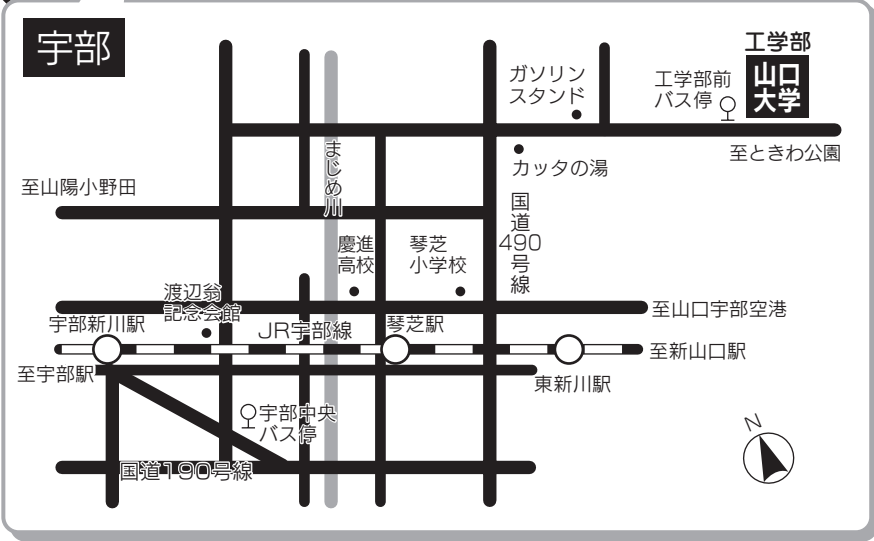 宇部
工学部
山口
大学
ガソリン
スタンド
工学部前
バス停
至ときわ公園
カッタの湯
まじめ川
至山陽小野田
国道490号線
慶進
高校
琴芝
小学校
渡辺翁
記念会館
至山口宇部空港
宇部新川駅
JR宇部線
琴芝駅
至新山口駅
至宇部駅
東新川駅
宇部中央
バス停
国道190号線
N